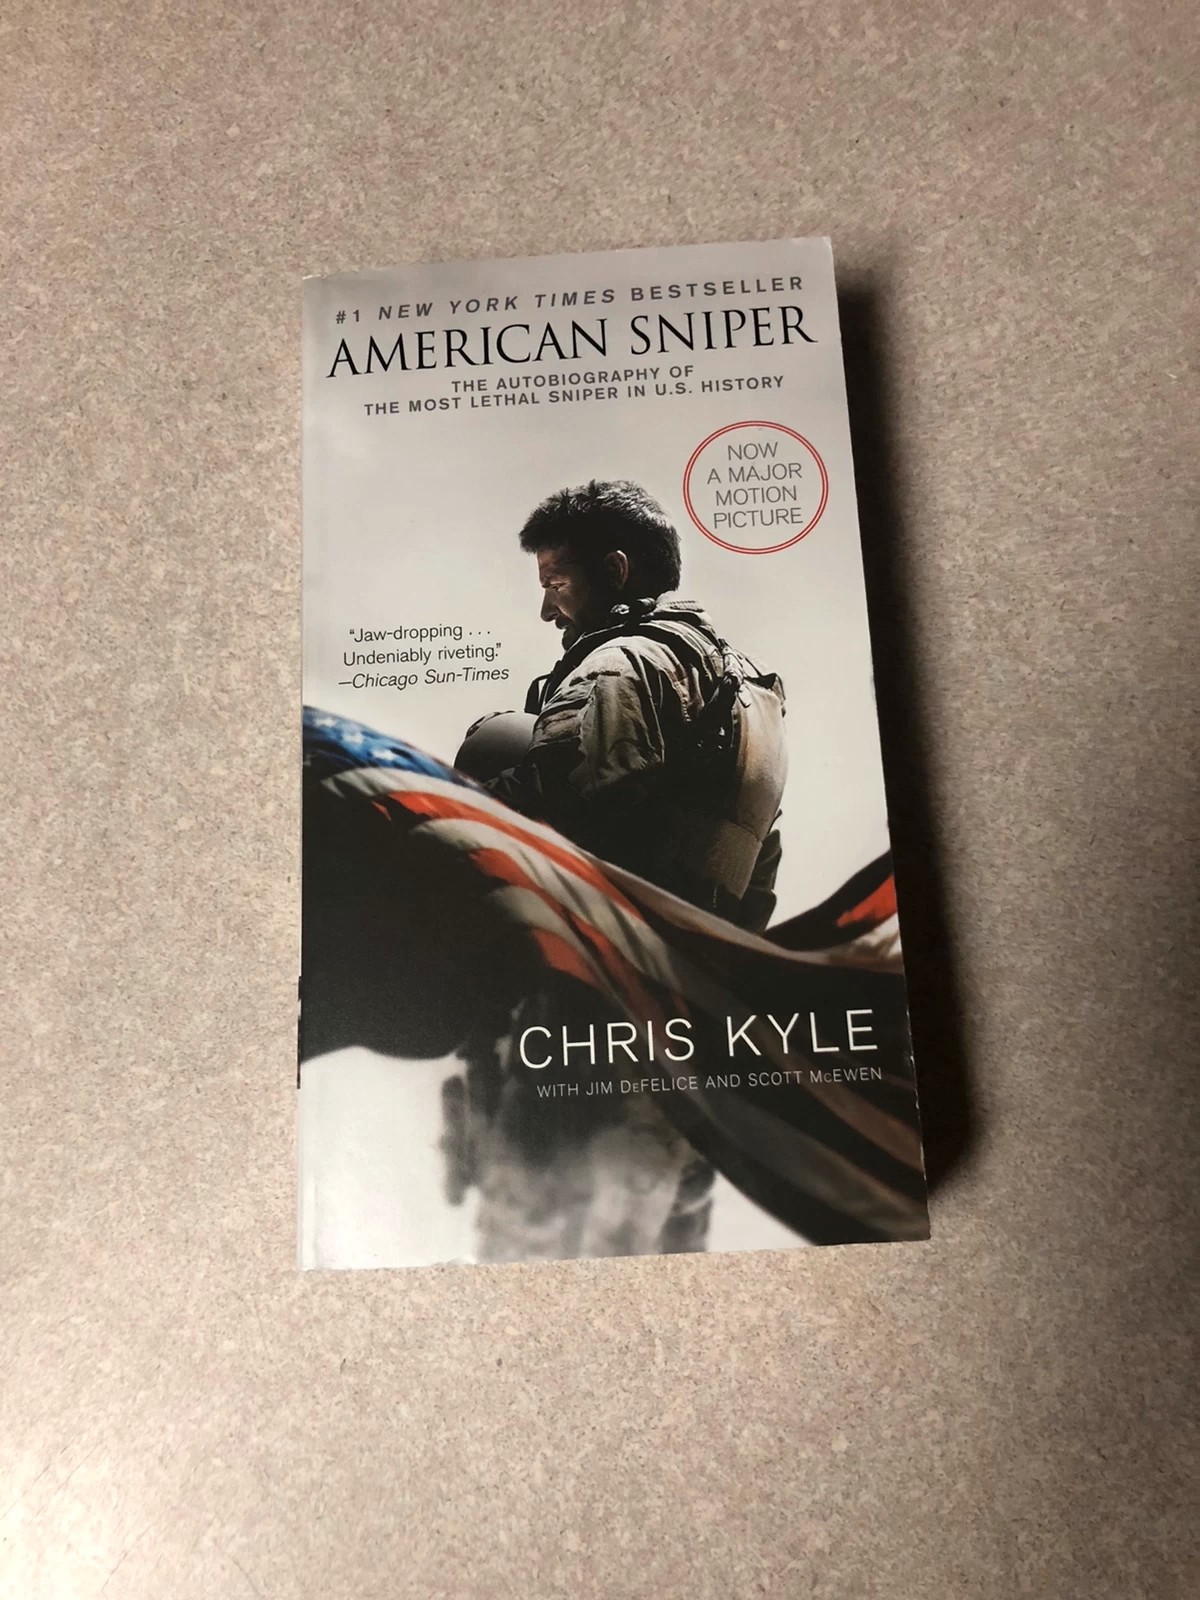 #1 NEW YORK TIMES BESTSELLER
AMERICAN SNIPER
THE AUTOBIOGRAPHY OF
THE MOST LETHAL SNIPER IN U.S. HISTORY
NOW
A MAJOR
MOTION
PICTURE
“Jaw-dropping . . .
Undeniably riveting.”
—Chicago Sun-Times
CHRIS KYLE
WITH JIM DeFELICE AND SCOTT McEWEN